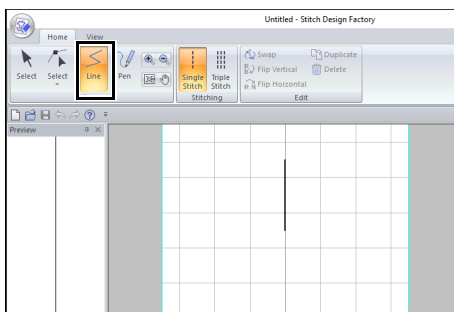 Untitled - Stitch Design Factory
Home View
Select Select Line Pen Single Stitch Triple Stitch
Swap Duplicate
Flip Vertical Delete
Flip Horzontal
Stitching Edit
Preview